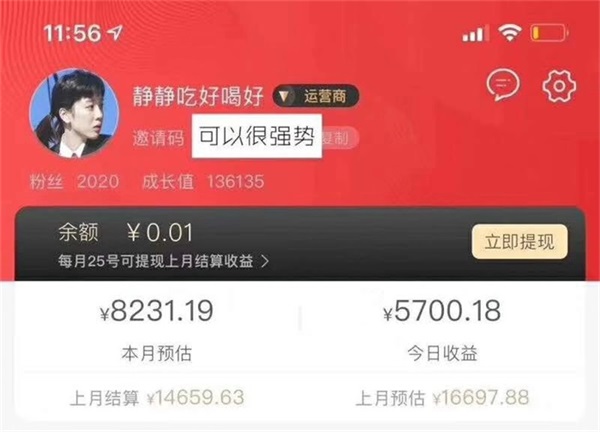 11:56
静静吃好喝好 运营商
邀请码 可以很强势 复制
粉丝 2020 成长值 136135
余额 ¥0.01 立即提现
每月25号可提现上月结算收益 >
¥8231.19 ¥5700.18
本月预估 今日收益
上月结算 ¥14659.63 上月预估 ¥16697.88